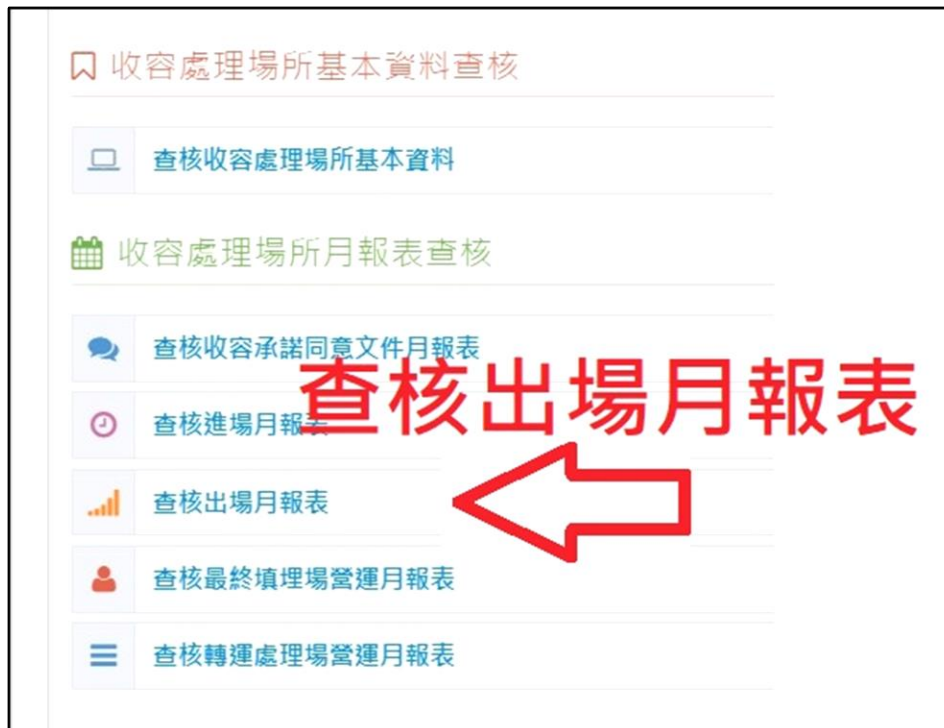 收容處理場所基本資料查核
查核收容處理場所基本資料
收容處理場所月報表查核
查核收容承諾同意文件月報表
查核出場月報表
查核進場月報表
查核出場月報表
查核最終填埋場營運月報表
查核轉運處理場營運月報表